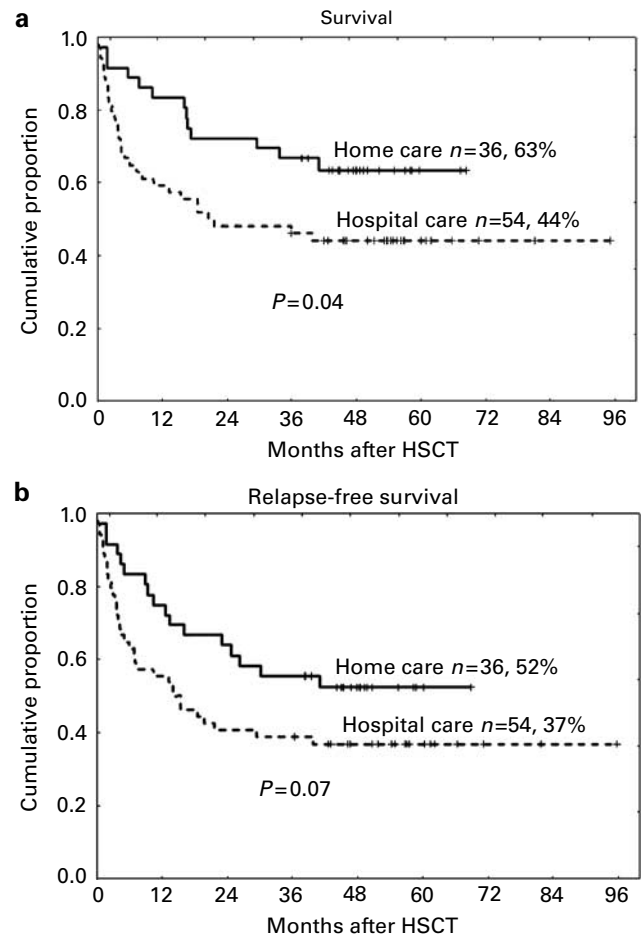 a
Survival
Cumulative proportion
1.0
0.8
0.6
0.4
0.2
0.0
Home care n=36, 63%
Hospital care n=54, 44%
P=0.04
0 12 24 36 48 60 72 84 96
Months after HSCT
b
Relapse-free survival
Cumulative proportion
1.0
0.8
0.6
0.4
0.2
0.0
Home care n=36, 52%
Hospital care n=54, 37%
P=0.07
0 12 24 36 48 60 72 84 96
Months after HSCT